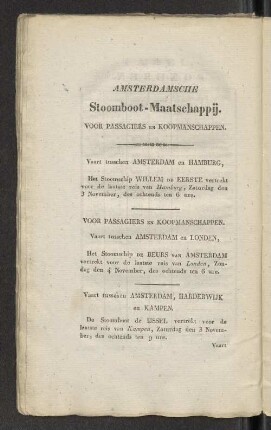 AMSTERDAMSCHE
Stoomboot-Maatschappij.
VOOR PASSAGIERS EN KOOPMANSCHAPPEN.
Vaart tusschen AMSTERDAM en HAMBURG,
Het Stoomschip WILLEM DE EERSTE vertrekt
voor de laatste reis van Hamburg, Zaturdag den
3 November, des ochtends ten 6 ure.
VOOR PASSAGIERS EN KOOPMANSCHAPPEN.
Vaart tusschen AMSTERDAM en LONDEN,
Het Stoomschip DE BEURS VAN AMSTERDAM
vertrekt voor de laatste reis van Londen, Zon-
dag den 4 November, des ochtends ten 6 ure.
Vaart tusschen AMSTERDAM, HARDERWIJK
en KAMPEN.
De Stoomboot DE IJSSEL vertrekt voor de
laatste reis van Kampen, Zaturdag den 3 Novem-
ber, des ochtends ten 9 ure.
Vaart